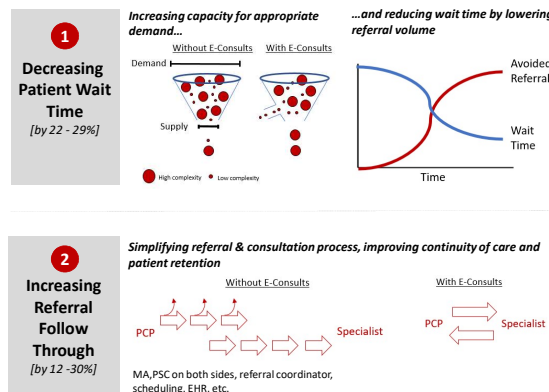 1
Decreasing
Patient Wait
Time
[by 22 - 29%]
Increasing capacity for appropriate
demand…
Without E-Consults
With E-Consults
Demand
Supply
High complexity
Low complexity
…and reducing wait time by lowering
referral volume
Avoided
Referral
Wait
Time
Time
2
Increasing
Referral
Follow
Through
[by 12 -30%]
Simplifying referral & consultation process, improving continuity of care and
patient retention
Without E-Consults
With E-Consults
PCP
Specialist
PCP
Specialist
MA,PSC on both sides, referral coordinator,
scheduling, EHR, etc.